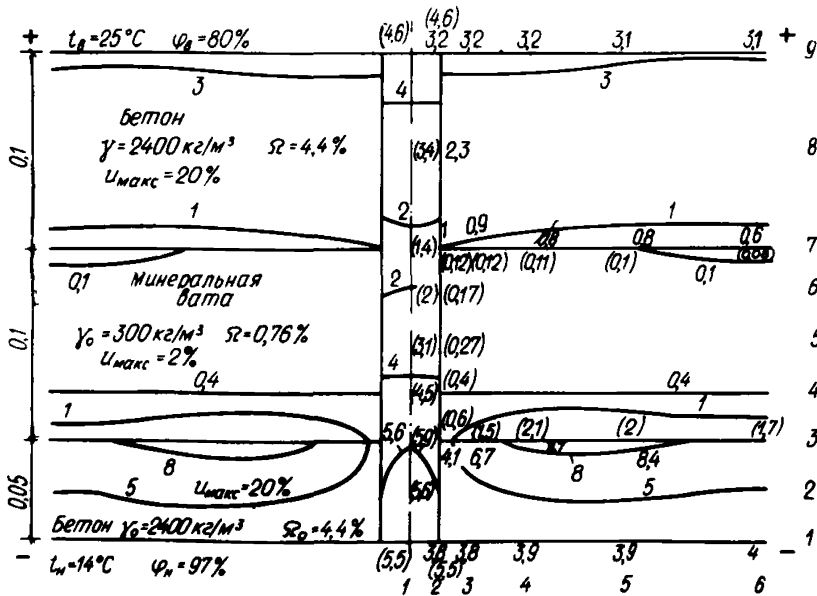 (4,6)
+ t_в=25°C φ_в=80% (4,6) 3,2 3,2 3,2 3,1 3,1 + 9
3 4 3
Бетон
γ=2400 кг/м³ Ω=4,4% (3,4) 2,3 8
0,1 u_макс=20%
1 2 1 0,9 1
(1,4) 0,8 0,8 0,6 7
0,1 (0,12) (0,12) (0,11) (0,1) 0,1
Минеральная
вата 2 (2) (0,17) 6
0,1 γ₀=300 кг/м³ Ω=0,76% (3,1) (0,27) 5
u_макс=2% 4 (0,4)
0,4 (4,5) 0,4 4
1 (0,6) 1
5,6 (1,5) (2,1) (2) (1,7) 3
8 4,1 6,7 8 8,4
0,05 5 u_макс=20% (5,6) 5 2
Бетон γ₀=2400 кг/м³ Ω₀=4,4% 1
- t_н=14°C φ_н=97% (5,5) 3,8 3,8 3,9 3,9 4 -
(5,5)
1 2 3 4 5 6